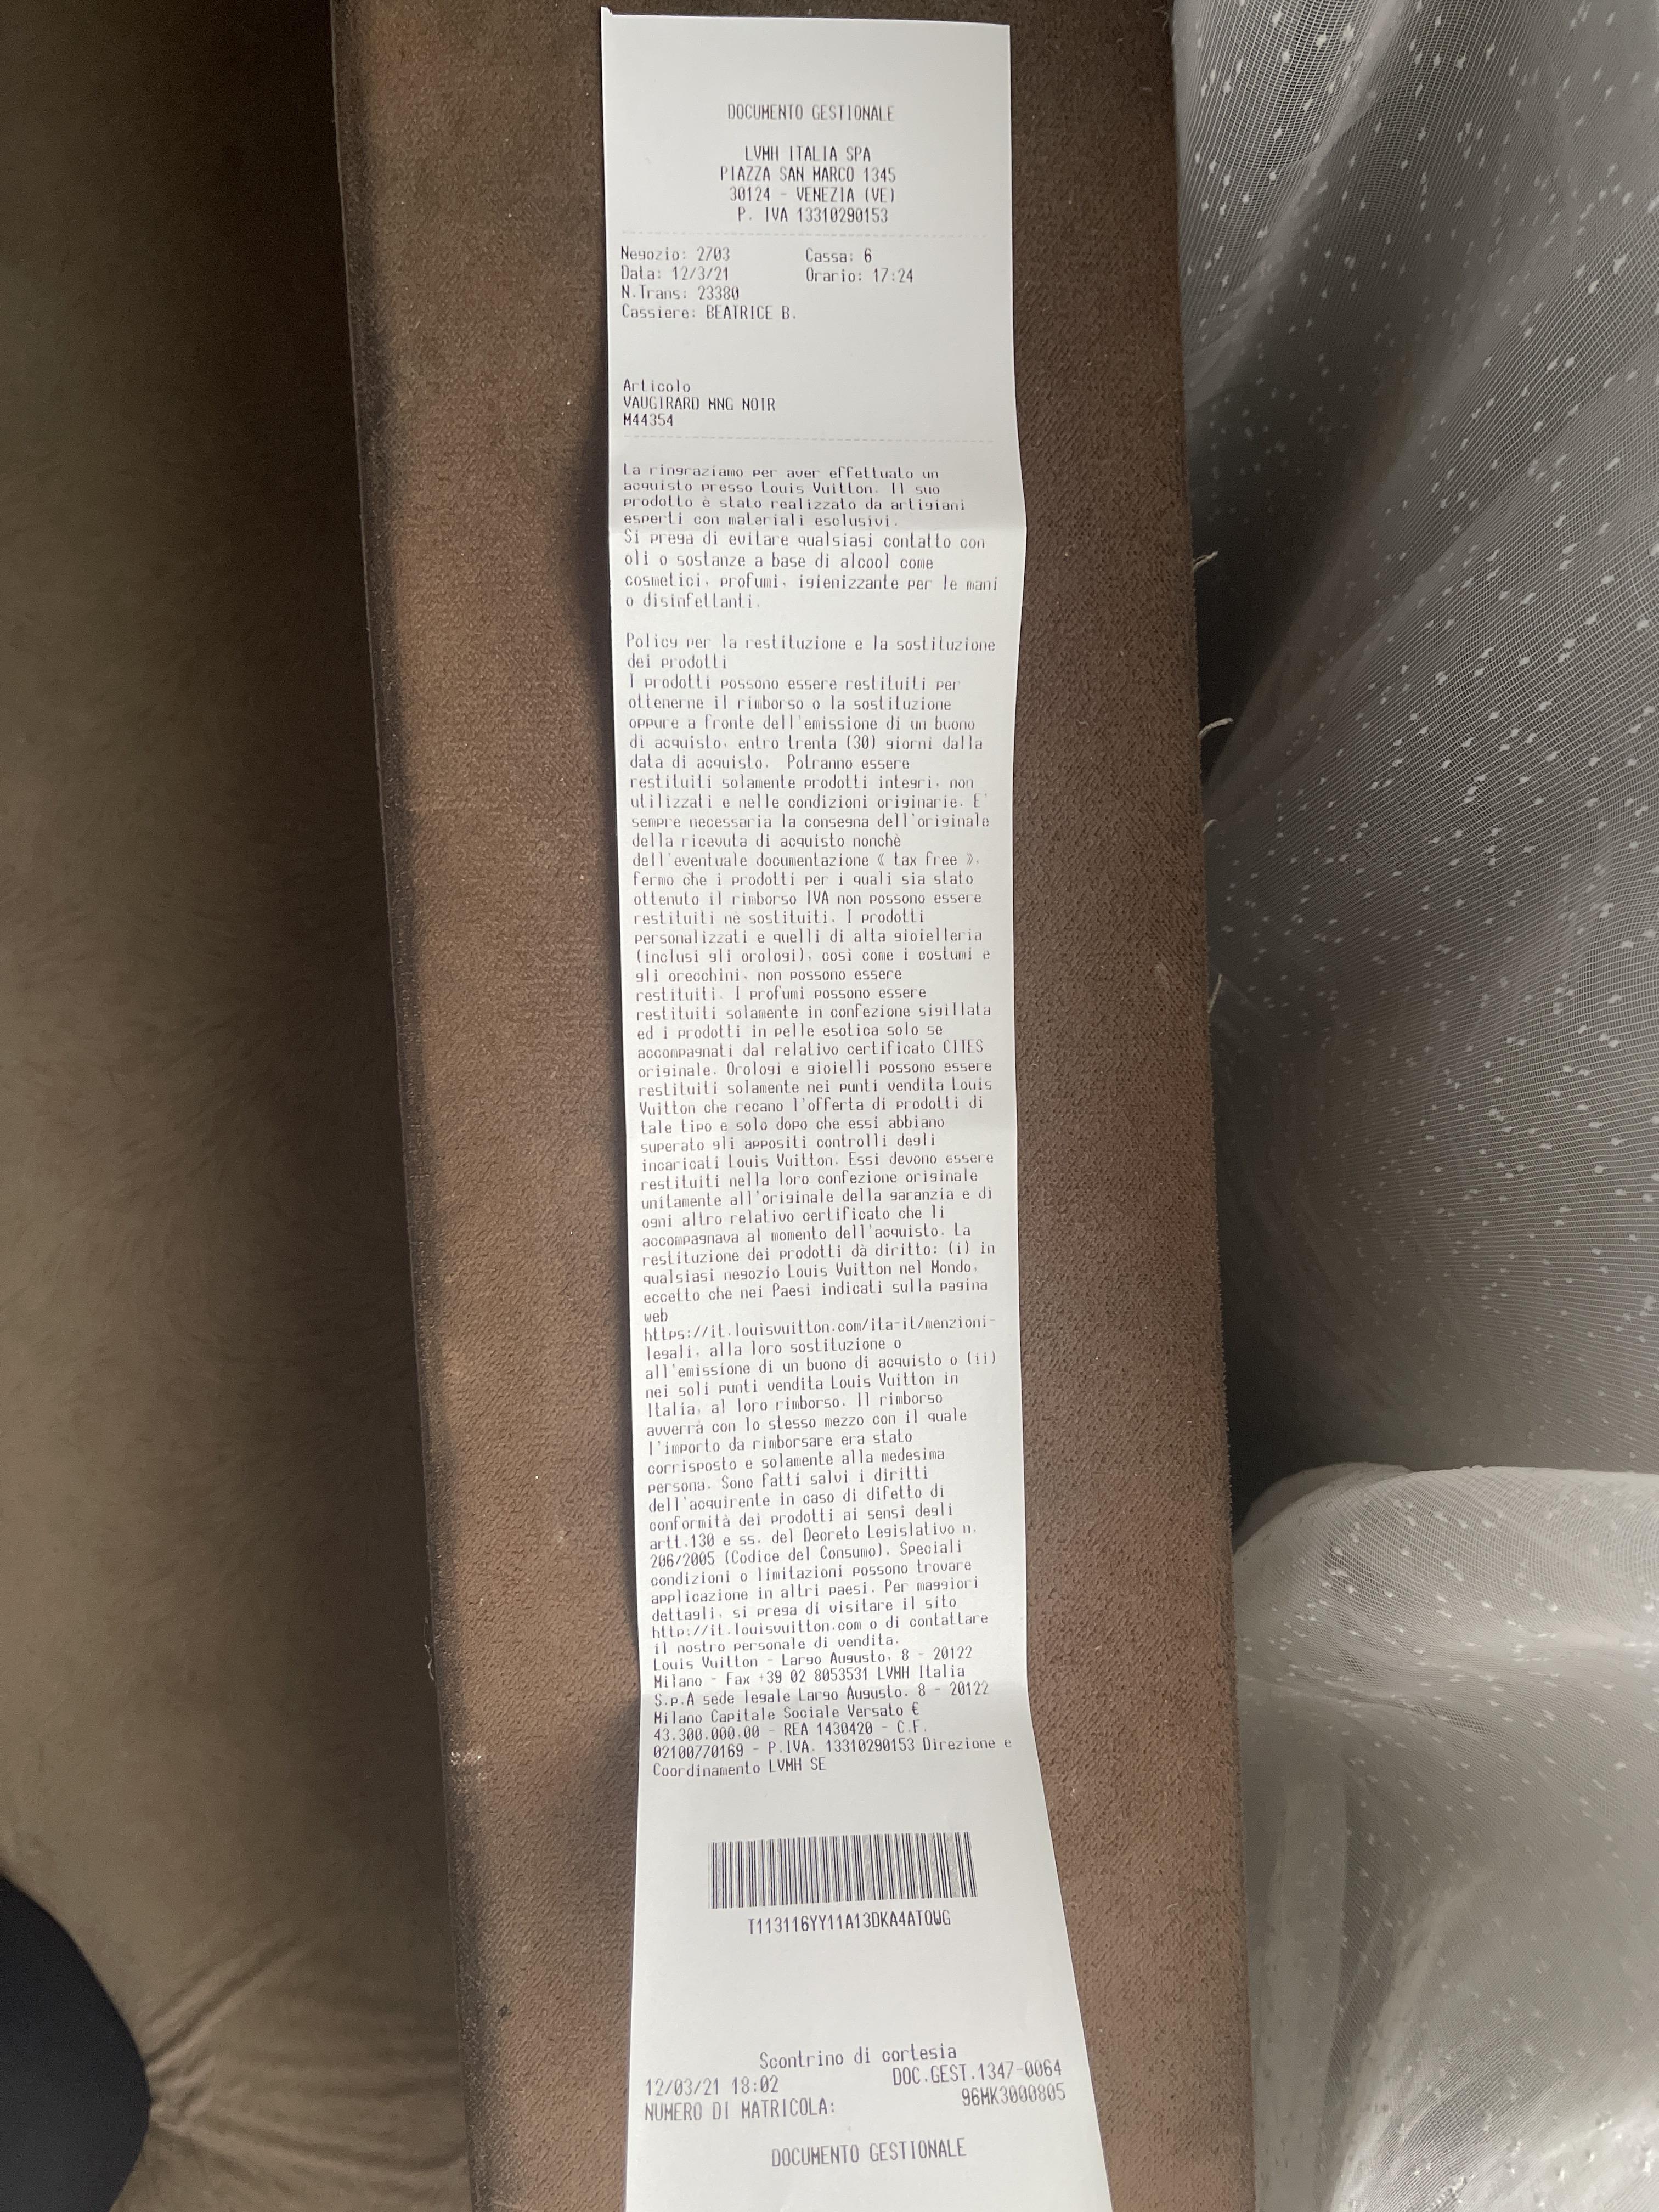 DOCUMENTO GESTIONALE
LVMH ITALIA SPA
PIAZZA SAN MARCO 1345
30124 - VENEZIA (VE)
P. IVA 13310290153
Negozio: 2703 Cassa: 6
Data: 12/3/21 Orario: 17:24
N.Trans: 23380
Cassiere: BEATRICE B.
Articolo
VAUGIRARD MNG NOIR
M44354
La ringraziamo per aver effettuato un
acquisto presso Louis Vuitton. Il suo
prodotto è stato realizzato da artigiani
esperti con materiali esclusivi.
Si prega di evitare qualsiasi contatto con
oli o sostanze a base di alcool come
cosmetici, profumi, igienizzante per le mani
o disinfettanti.
Policy per la restituzione e la sostituzione
dei prodotti
I prodotti possono essere restituiti per
ottenerne il rimborso o la sostituzione
oppure a fronte dell'emissione di un buono
di acquisto, entro trenta (30) giorni dalla
data di acquisto. Potranno essere
restituiti solamente prodotti integri, non
utilizzati e nelle condizioni originarie. E'
sempre necessaria la consegna dell'originale
della ricevuta di acquisto nonchè
dell'eventuale documentazione « tax free »,
fermo che i prodotti per i quali sia stato
ottenuto il rimborso IVA non possono essere
restituiti nè sostituiti. I prodotti
personalizzati e quelli di alta gioielleria
(inclusi gli orologi), così come i costumi e
gli orecchini, non possono essere
restituiti. I profumi possono essere
restituiti solamente in confezione sigillata
ed i prodotti in pelle esotica solo se
accompagnati dal relativo certificato CITES
originale. Orologi e gioielli possono essere
restituiti solamente nei punti vendita Louis
Vuitton che recano l'offerta di prodotti di
tale tipo e solo dopo che essi abbiano
superato gli appositi controlli degli
incaricati Louis Vuitton. Essi devono essere
restituiti nella loro confezione originale
unitamente all'originale della garanzia e di
ogni altro relativo certificato che li
accompagnava al momento dell'acquisto. La
restituzione dei prodotti dà diritto: (i) in
qualsiasi negozio Louis Vuitton nel Mondo,
eccetto che nei Paesi indicati sulla pagina
web
https://it.louisvuitton.com/ita-it/menzioni-
legali, alla loro sostituzione o
all'emissione di un buono di acquisto o (ii)
nei soli punti vendita Louis Vuitton in
Italia, al loro rimborso. Il rimborso
avverrà con lo stesso mezzo con il quale
l'importo da rimborsare era stato
corrisposto e solamente alla medesima
persona. Sono fatti salvi i diritti
dell'acquirente in caso di difetto di
conformità dei prodotti ai sensi degli
artt.130 e ss. del Decreto Legislativo n.
206/2005 (Codice del Consumo). Speciali
condizioni o limitazioni possono trovare
applicazione in altri paesi. Per maggiori
dettagli, si prega di visitare il sito
http://it.louisvuitton.com o di contattare
il nostro personale di vendita.
Louis Vuitton - Largo Augusto, 8 - 20122
Milano - Fax +39 02 8053531 LVMH Italia
S.p.A sede legale Largo Augusto, 8 - 20122
Milano Capitale Sociale Versato €
43.300.000,00 - REA 1430420 - C.F.
02100770169 - P.IVA. 13310290153 Direzione e
Coordinamento LVMH SE
T113116YY11A13DKA4ATOWG
Scontrino di cortesia
DOC.GEST.1347-0064
12/03/21 18:02
NUMERO DI MATRICOLA: 96MK3000805
DOCUMENTO GESTIONALE